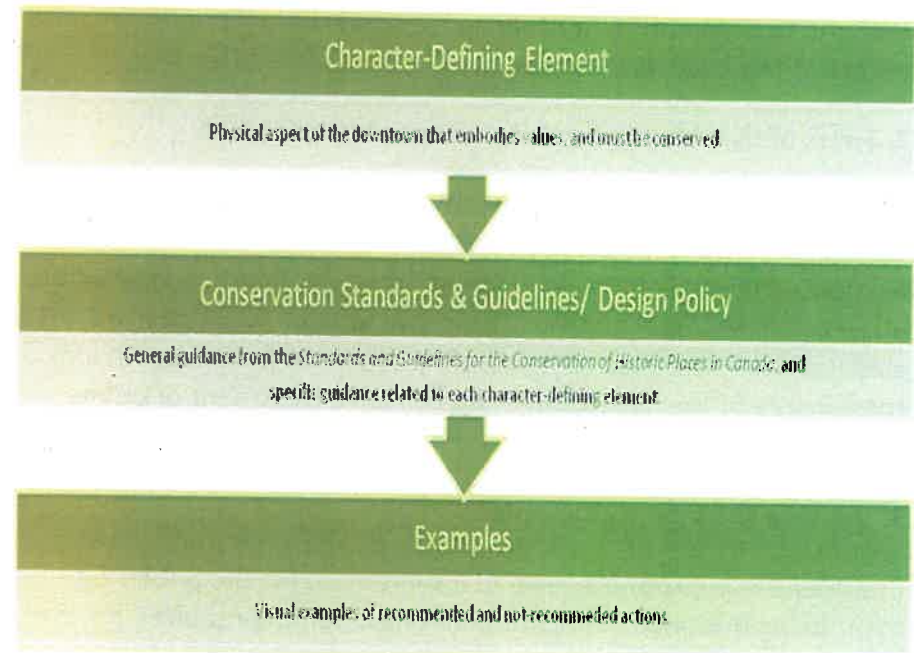 Character-Defining Element
Physical aspect of the downtown that embodies values, and must be conserved.
Conservation Standards & Guidelines/ Design Policy
General guidance from the Standards and Guidelines for the Conservation of Historic Places in Canada, and
specific guidance related to each character-defining element.
Examples
Visual examples of recommended and not-recommeded actions